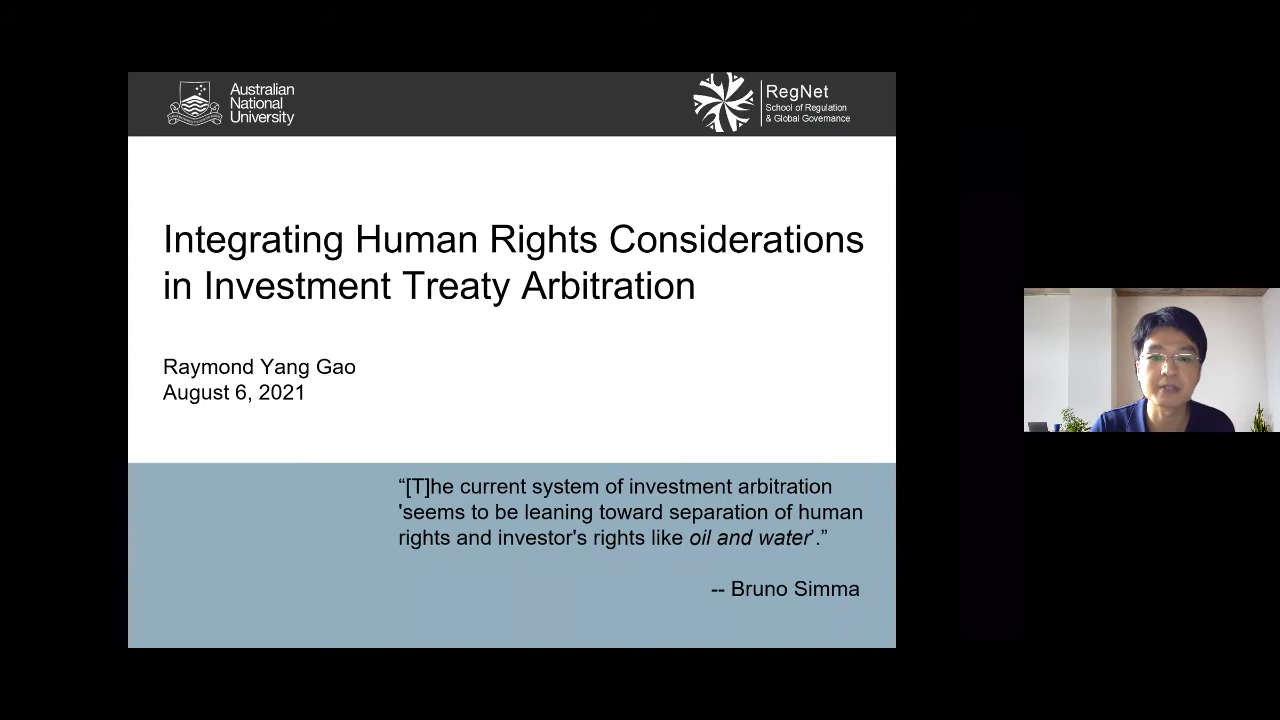 Australian
National
University
RegNet
School of Regulation
& Global Governance
Integrating Human Rights Considerations
in Investment Treaty Arbitration
Raymond Yang Gao
August 6, 2021
“[T]he current system of investment arbitration
'seems to be leaning toward separation of human
rights and investor's rights like oil and water’.”
-- Bruno Simma